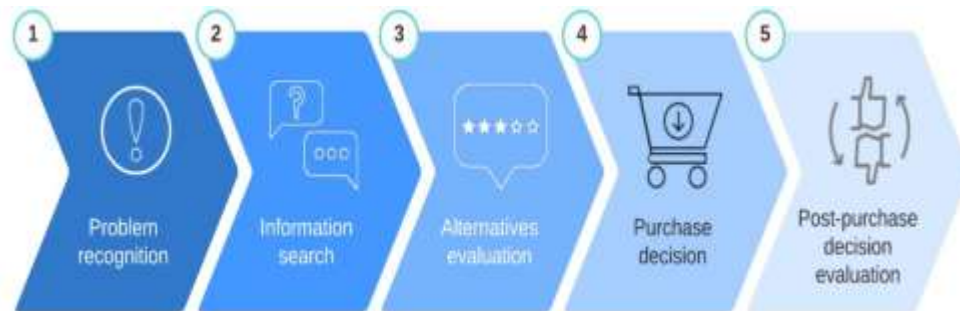 1
2
3
4
5
?
Problem
recognition
Information
search
Alternatives
evaluation
Purchase
decision
Post-purchase
decision
evaluation